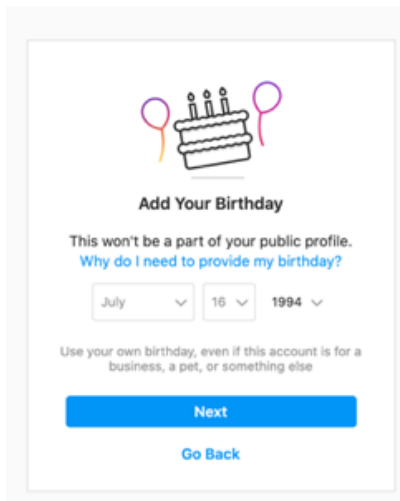 Add Your Birthday
This won't be a part of your public profile.
Why do I need to provide my birthday?
July 16 1994
Use your own birthday, even if this account is for a
business, a pet, or something else
Next
Go Back